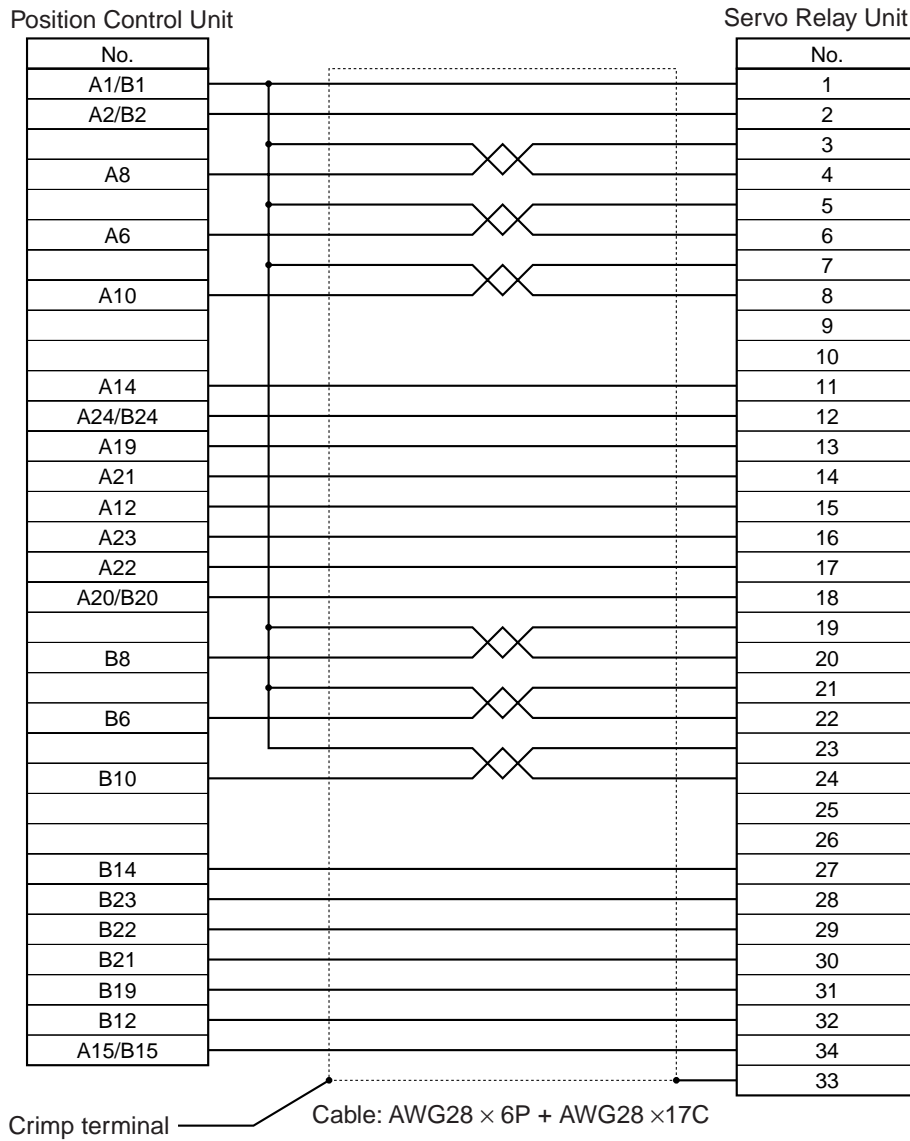 Position Control Unit Servo Relay Unit
No. No.
A1/B1 1
A2/B2 2
3
A8 4
5
A6 6
7
A10 8
9
10
A14 11
A24/B24 12
A19 13
A21 14
A12 15
A23 16
A22 17
A20/B20 18
19
B8 20
21
B6 22
23
B10 24
25
26
B14 27
B23 28
B22 29
B21 30
B19 31
B12 32
A15/B15 34
33
Crimp terminal Cable: AWG28 × 6P + AWG28 ×17C